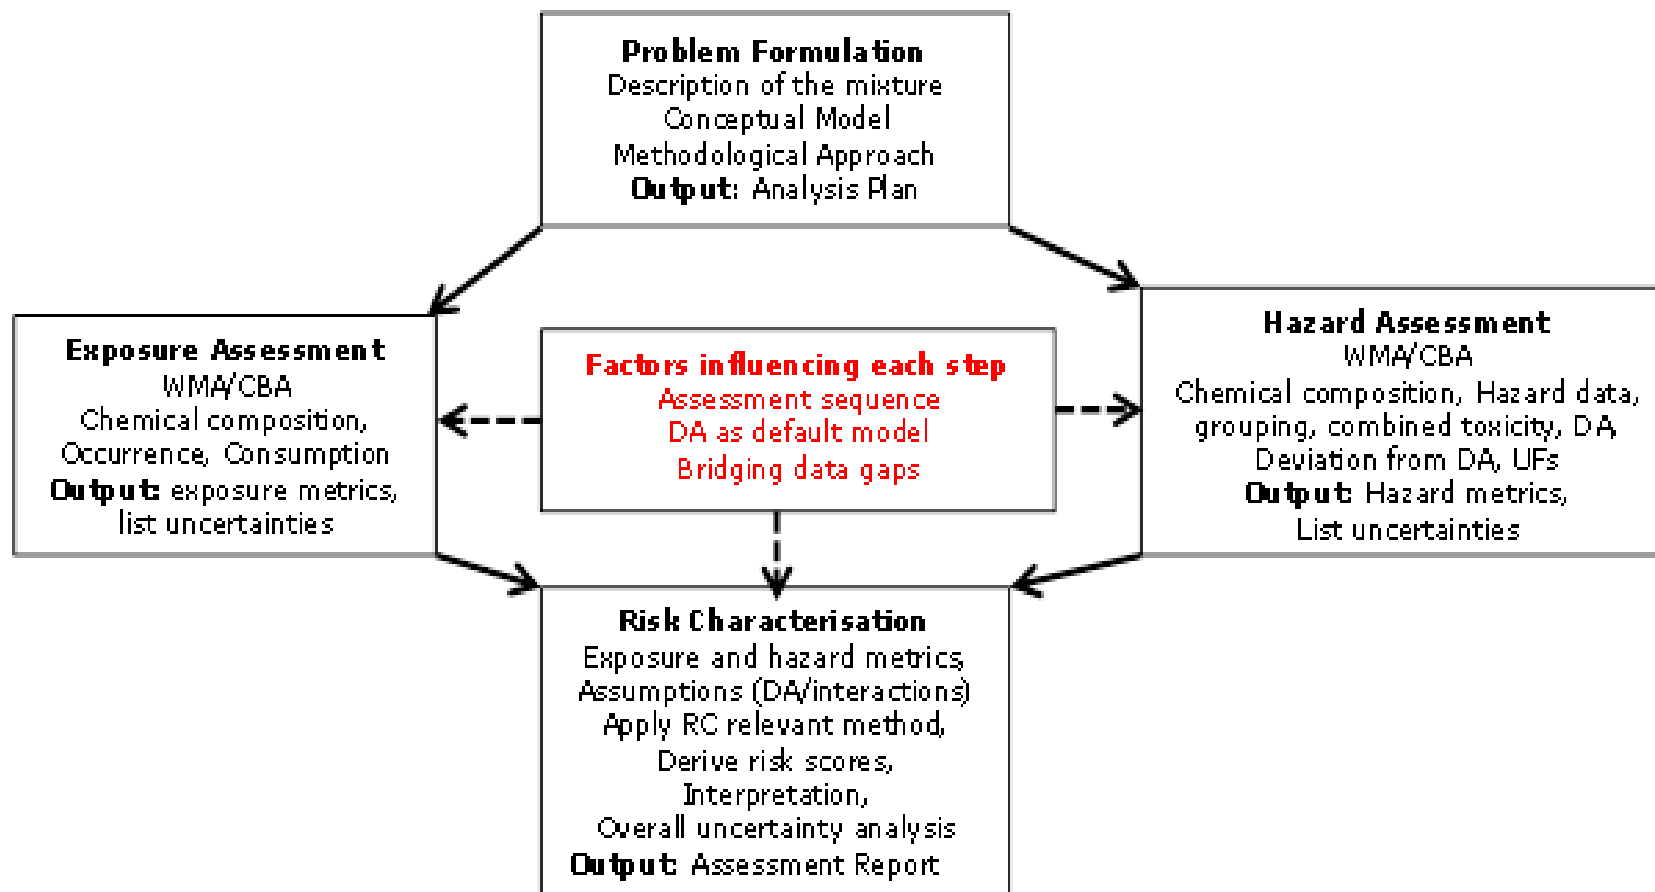 Problem Formulation
Description of the mixture
Conceptual Model
Methodological Approach
Output: Analysis Plan
Exposure Assessment
WMA/CBA
Chemical composition,
Occurrence, Consumption
Output: exposure metrics,
list uncertainties
Factors influencing each step
Assessment sequence
DA as default model
Bridging data gaps
Hazard Assessment
WMA/CBA
Chemical composition, Hazard data,
grouping, combined toxicity, DA,
Deviation from DA, UFs
Output: Hazard metrics,
List uncertainties
Risk Characterisation
Exposure and hazard metrics,
Assumptions (DA/interactions)
Apply RC relevant method,
Derive risk scores,
Interpretation,
Overall uncertainty analysis
Output: Assessment Report